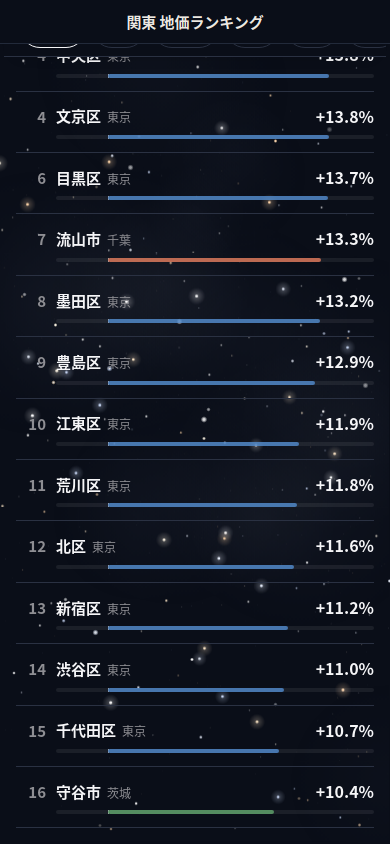 関東 地価ランキング
4 文京区 東京 +13.8%
6 目黒区 東京 +13.7%
7 流山市 千葉 +13.3%
8 墨田区 東京 +13.2%
9 豊島区 東京 +12.9%
10 江東区 東京 +11.9%
11 荒川区 東京 +11.8%
12 北区 東京 +11.6%
13 新宿区 東京 +11.2%
14 渋谷区 東京 +11.0%
15 千代田区 東京 +10.7%
16 守谷市 茨城 +10.4%